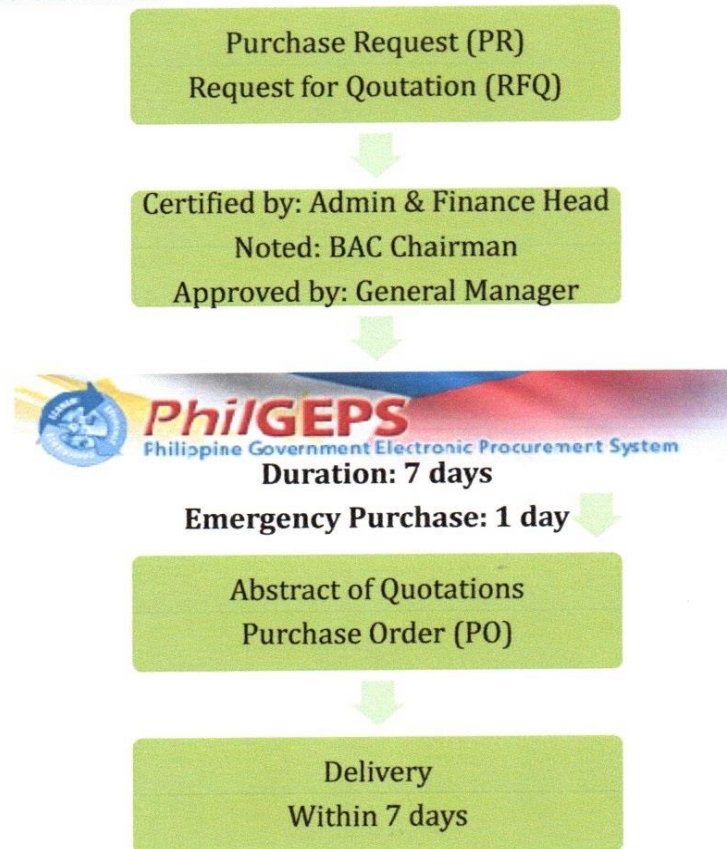 Purchase Request (PR)
Request for Qoutation (RFQ)
Certified by: Admin & Finance Head
Noted: BAC Chairman
Approved by: General Manager
PhilGEPS
Philippine Government Electronic Procurement System
Duration: 7 days
Emergency Purchase: 1 day
Abstract of Quotations
Purchase Order (PO)
Delivery
Within 7 days